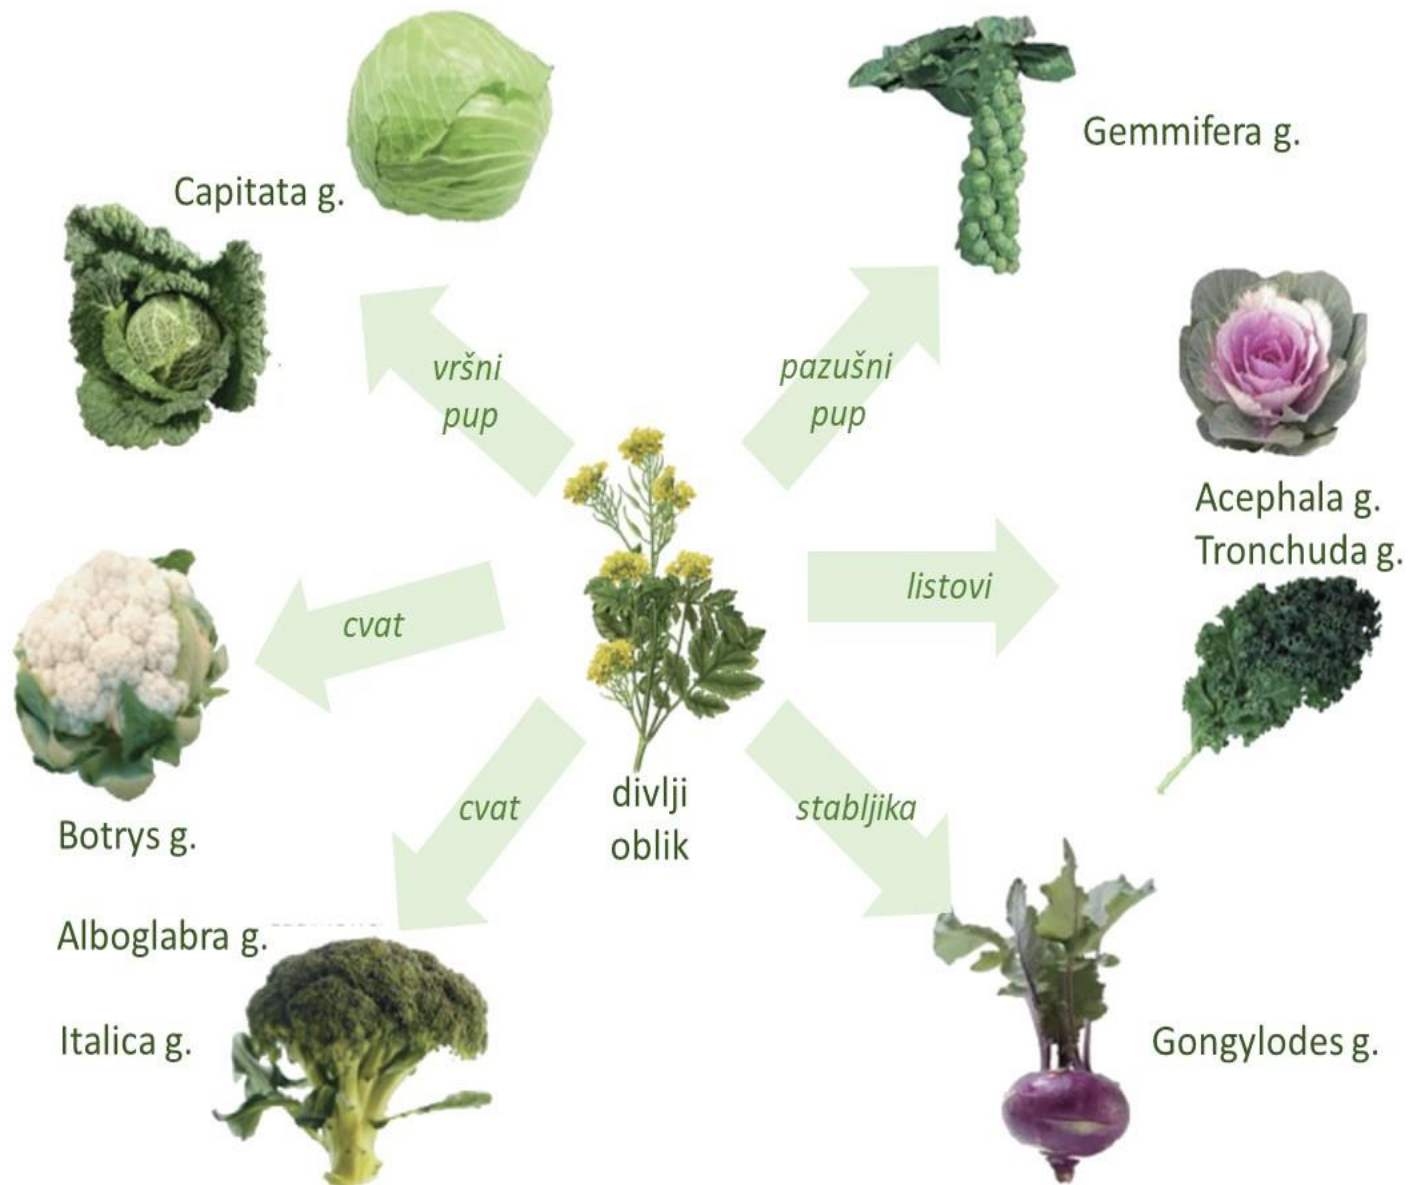 Capitata g.
Gemmifera g.
vršni
pup
pazušni
pup
Acephala g.
Tronchuda g.
listovi
cvat
Botrys g.
cvat
divlji
oblik
stabljika
Alboglabra g.
Italica g.
Gongylodes g.